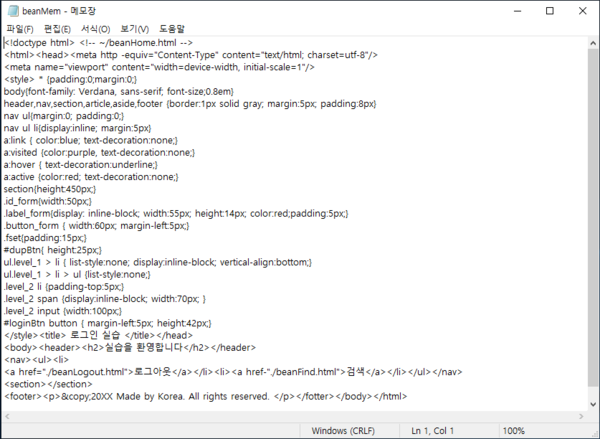 beanMem - 메모장
파일(F) 편집(E) 서식(O) 보기(V) 도움말
<!doctype html> <!-- ~/beanHome.html -->
<html><head><meta http -equiv="Content-Type" content="text/html; charset=utf-8"/>
<meta name="viewport" content="width=device-width, initial-scale=1"/>
<style> * {padding:0;margin:0;}
body{font-family: Verdana, sans-serif; font-size;0.8em}
header,nav,section,article,aside,footer {border:1px solid gray; margin:5px; padding:8px}
nav ul{margin:0; padding:0;}
nav ul li{display:inline; margin:5px}
a:link { color:blue; text-decoration:none;}
a:visited {color:purple, text-decoration:none;}
a:hover { text-decoration:underline;}
a:active {color:red; text-decoration:none;}
section{height:450px;}
.id_form{width:50px;}
.label_form{display: inline-block; width:55px; height:14px; color:red;padding:5px;}
.button_form { width:60px; margin-left:5px;}
.fset{padding:15px;}
#dupBtn{ height:25px;}
ul.level_1 > li { list-style:none; display:inline-block; vertical-align:bottom;}
ul.level_1 > li > ul {list-style:none;}
.level_2 li {padding-top:5px;}
.level_2 span {display:inline-block; width:70px; }
.level_2 input {width:100px;}
#loginBtn button { margin-left:5px; height:42px;}
</style><title> 로그인 실습 </title></head>
<body><header><h2>실습을 환영합니다</h2></header>
<nav><ul><li>
<a href="./beanLogout.html">로그아웃</a></li><li><a href-"./beanFind.html">검색</a></li></ul></nav>
<section></section>
<footer><p>&copy;20XX Made by Korea. All rights reserved. </p></fotter></body></html>
Windows (CRLF) Ln 1, Col 1 100%